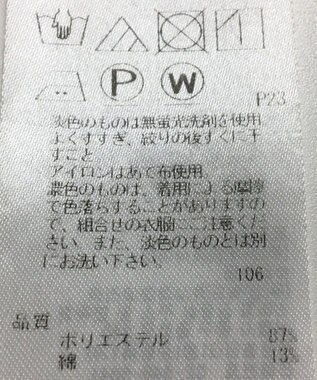 P W
P23
淡色のものは無蛍光洗剤を使用
よくすすぎ、絞りの後すぐに干
すこと
アイロンはあて布使用
濃色のものは、着用による摩擦
で色落ちすることがありますの
で、組合せの衣服にご注意くだ
さい また、淡色のものとは別
にお洗い下さい。
106
品質
ポリエステル 87%
綿 13%